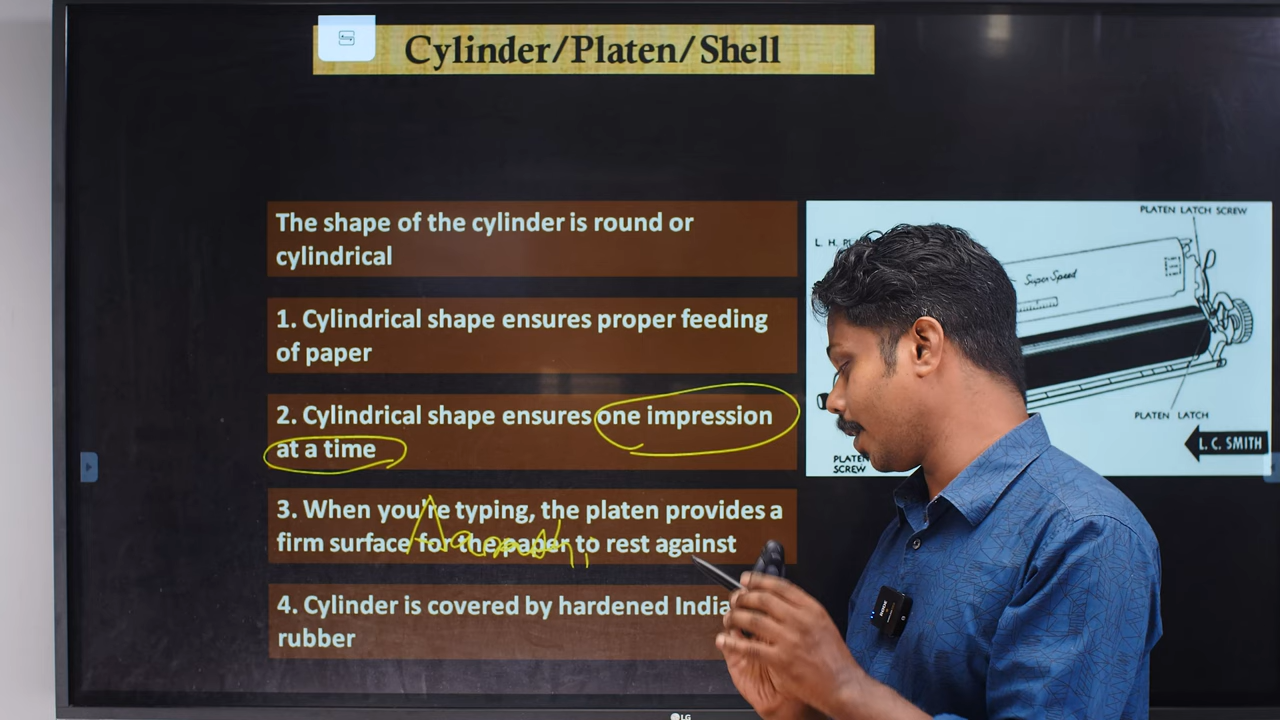 Cylinder/Platen/Shell
The shape of the cylinder is round or
cylindrical
1. Cylindrical shape ensures proper feeding
of paper
2. Cylindrical shape ensures one impression
at a time
3. When you're typing, the platen provides a
firm surface for the paper to rest against
4. Cylinder is covered by hardened India
rubber
PLATEN LATCH SCREW
L. H.
Super-Speed
PLATEN LATCH
L. C. SMITH
PLATEN
SCREW
LG